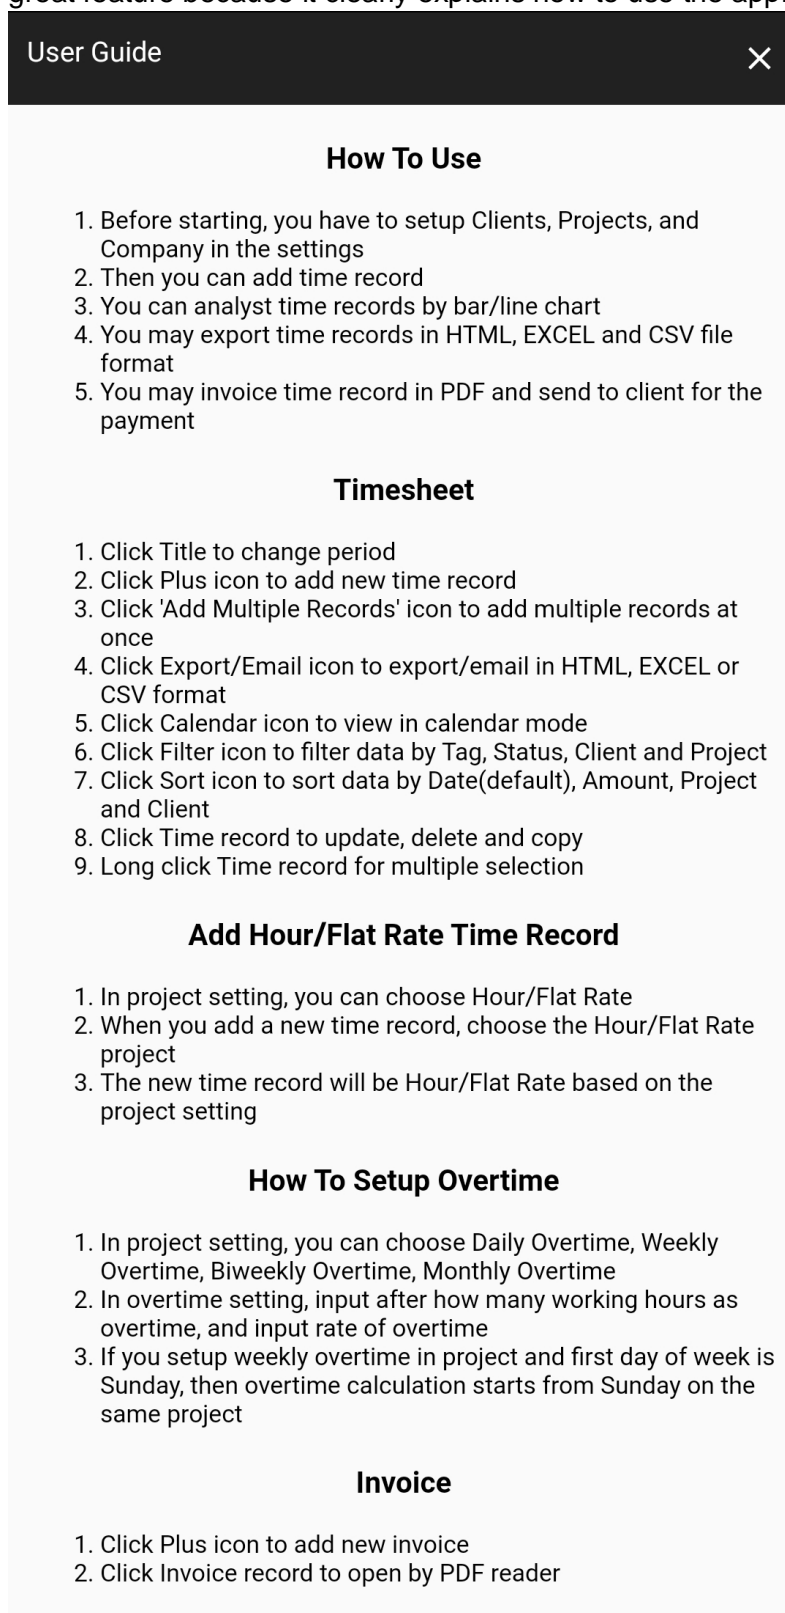 great feature because it clearly explains how to use the app
User Guide
How To Use
1. Before starting, you have to setup Clients, Projects, and
Company in the settings
2. Then you can add time record
3. You can analyst time records by bar/line chart
4. You may export time records in HTML, EXCEL and CSV file
format
5. You may invoice time record in PDF and send to client for the
payment
Timesheet
1. Click Title to change period
2. Click Plus icon to add new time record
3. Click 'Add Multiple Records' icon to add multiple records at
once
4. Click Export/Email icon to export/email in HTML, EXCEL or
CSV format
5. Click Calendar icon to view in calendar mode
6. Click Filter icon to filter data by Tag, Status, Client and Project
7. Click Sort icon to sort data by Date(default), Amount, Project
and Client
8. Click Time record to update, delete and copy
9. Long click Time record for multiple selection
Add Hour/Flat Rate Time Record
1. In project setting, you can choose Hour/Flat Rate
2. When you add a new time record, choose the Hour/Flat Rate
project
3. The new time record will be Hour/Flat Rate based on the
project setting
How To Setup Overtime
1. In project setting, you can choose Daily Overtime, Weekly
Overtime, Biweekly Overtime, Monthly Overtime
2. In overtime setting, input after how many working hours as
overtime, and input rate of overtime
3. If you setup weekly overtime in project and first day of week is
Sunday, then overtime calculation starts from Sunday on the
same project
Invoice
1. Click Plus icon to add new invoice
2. Click Invoice record to open by PDF reader